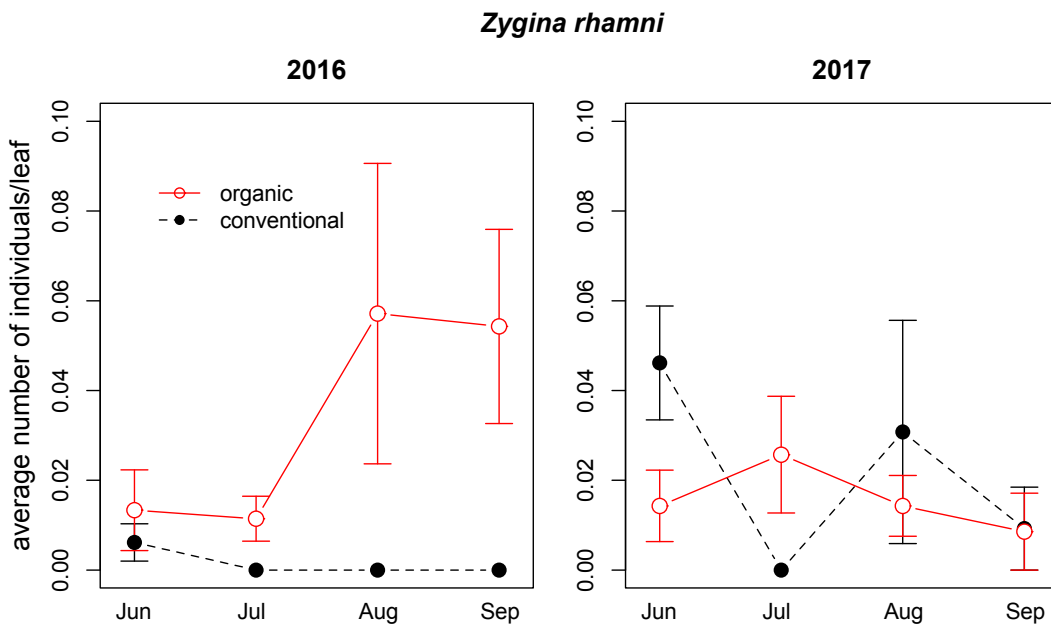 Zygina rhamni
2016
2017
average number of individuals/leaf
0.10
0.08
0.06
0.04
0.02
0.00
organic
conventional
Jun Jul Aug Sep
0.10
0.08
0.06
0.04
0.02
0.00
Jun Jul Aug Sep